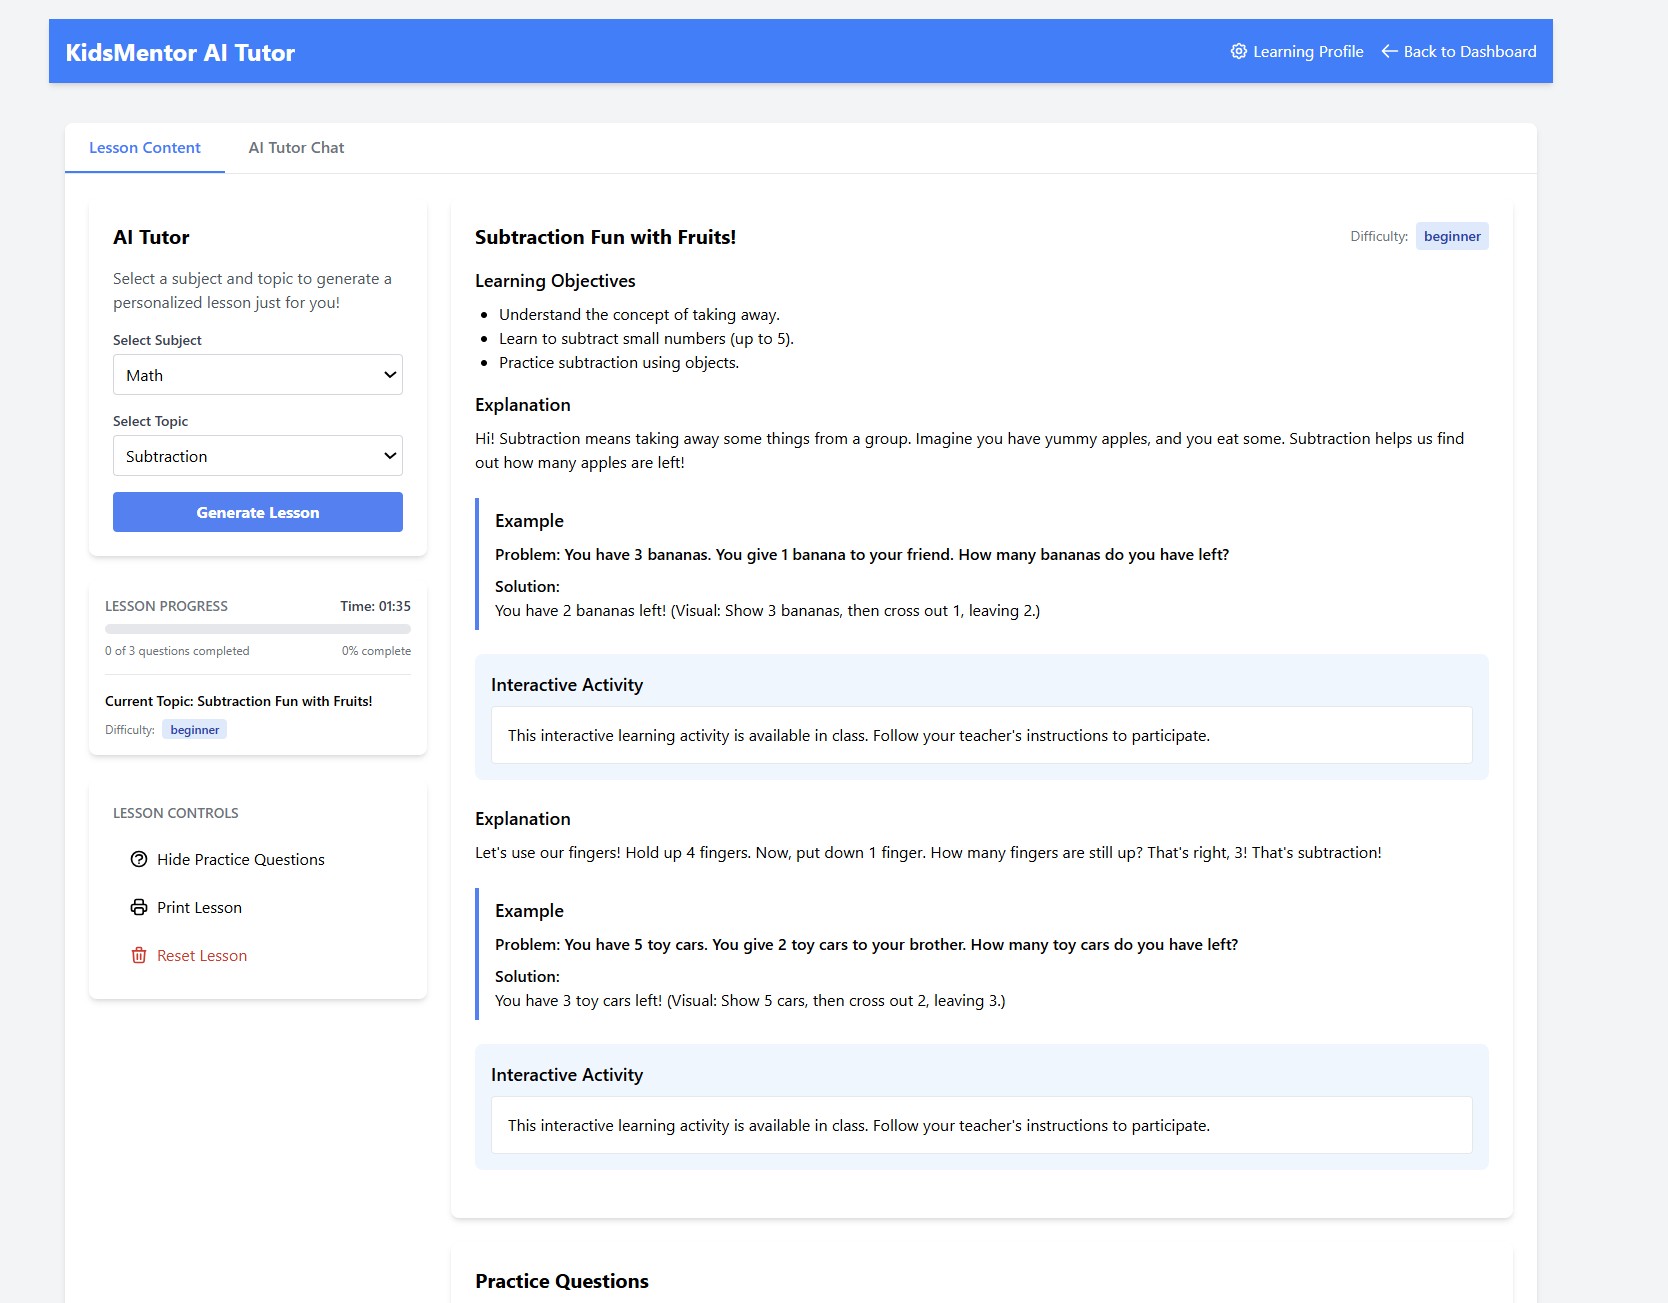 KidsMentor AI Tutor
Learning Profile
Back to Dashboard
Lesson Content
AI Tutor Chat
AI Tutor
Select a subject and topic to generate a
personalized lesson just for you!
Select Subject
Math
Select Topic
Subtraction
Generate Lesson
LESSON PROGRESS
Time: 01:35
0 of 3 questions completed
0% complete
Current Topic: Subtraction Fun with Fruits!
Difficulty: beginner
LESSON CONTROLS
Hide Practice Questions
Print Lesson
Reset Lesson
Subtraction Fun with Fruits!
Difficulty: beginner
Learning Objectives
• Understand the concept of taking away.
• Learn to subtract small numbers (up to 5).
• Practice subtraction using objects.
Explanation
Hi! Subtraction means taking away some things from a group. Imagine you have yummy apples, and you eat some. Subtraction helps us find
out how many apples are left!
Example
Problem: You have 3 bananas. You give 1 banana to your friend. How many bananas do you have left?
Solution:
You have 2 bananas left! (Visual: Show 3 bananas, then cross out 1, leaving 2.)
Interactive Activity
This interactive learning activity is available in class. Follow your teacher's instructions to participate.
Explanation
Let's use our fingers! Hold up 4 fingers. Now, put down 1 finger. How many fingers are still up? That's right, 3! That's subtraction!
Example
Problem: You have 5 toy cars. You give 2 toy cars to your brother. How many toy cars do you have left?
Solution:
You have 3 toy cars left! (Visual: Show 5 cars, then cross out 2, leaving 3.)
Interactive Activity
This interactive learning activity is available in class. Follow your teacher's instructions to participate.
Practice Questions